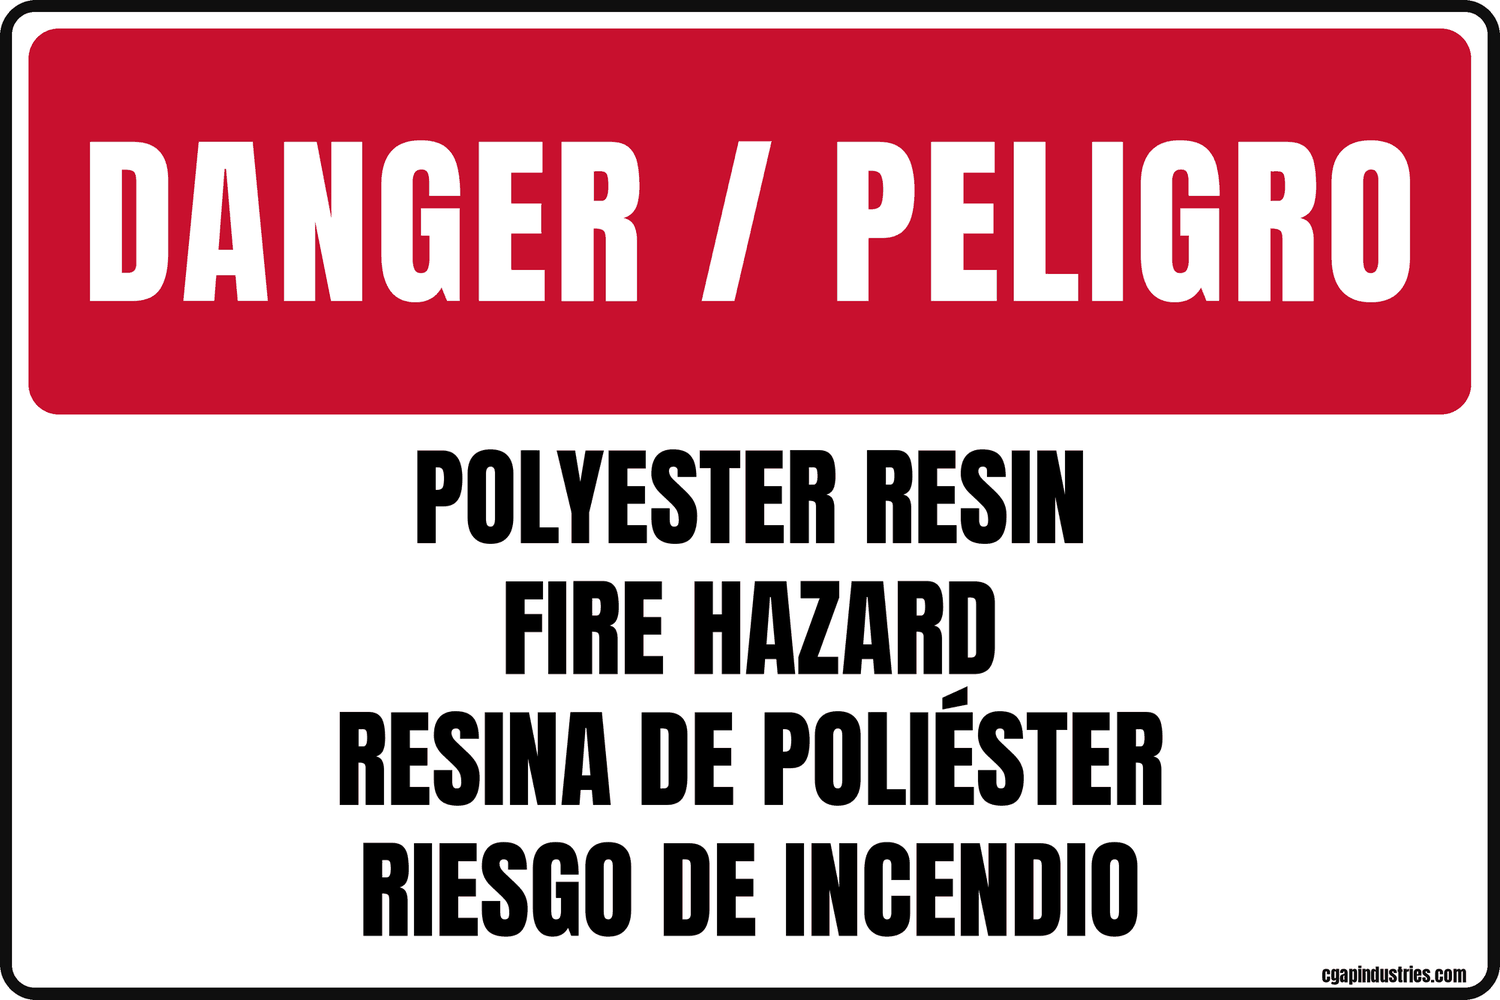 DANGER / PELIGRO
POLYESTER RESIN
FIRE HAZARD
RESINA DE POLIÉSTER
RIESGO DE INCENDIO
cgapindustries.com